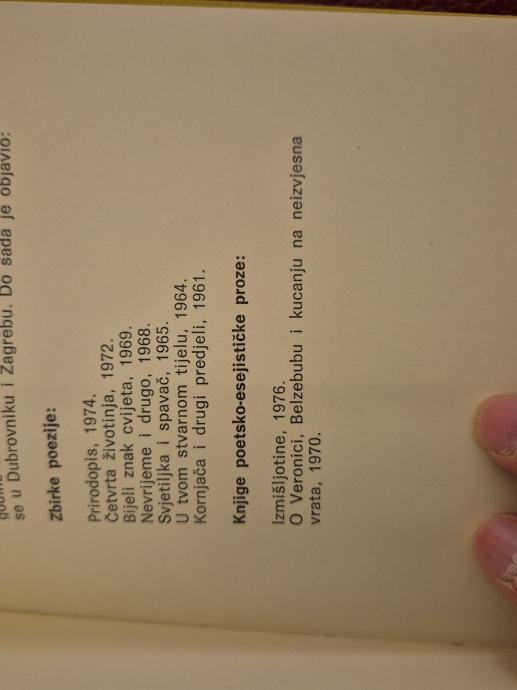 se u Dubrovniku i Zagrebu. Do sada je objavio:
Zbirke poezije:
Prirodopis, 1974.
Četvrta životinja, 1972.
Bijeli znak cvijeta, 1969.
Nevrijeme i drugo, 1968.
Svjetiljka i spavač, 1965.
U tvom stvarnom tijelu, 1964.
Kornjača i drugi predjeli, 1961.
Knjige poetsko-esejističke proze:
Izmišljotine, 1976.
O Veronici, Belzebubu i kucanju na neizvjesna
vrata, 1970.